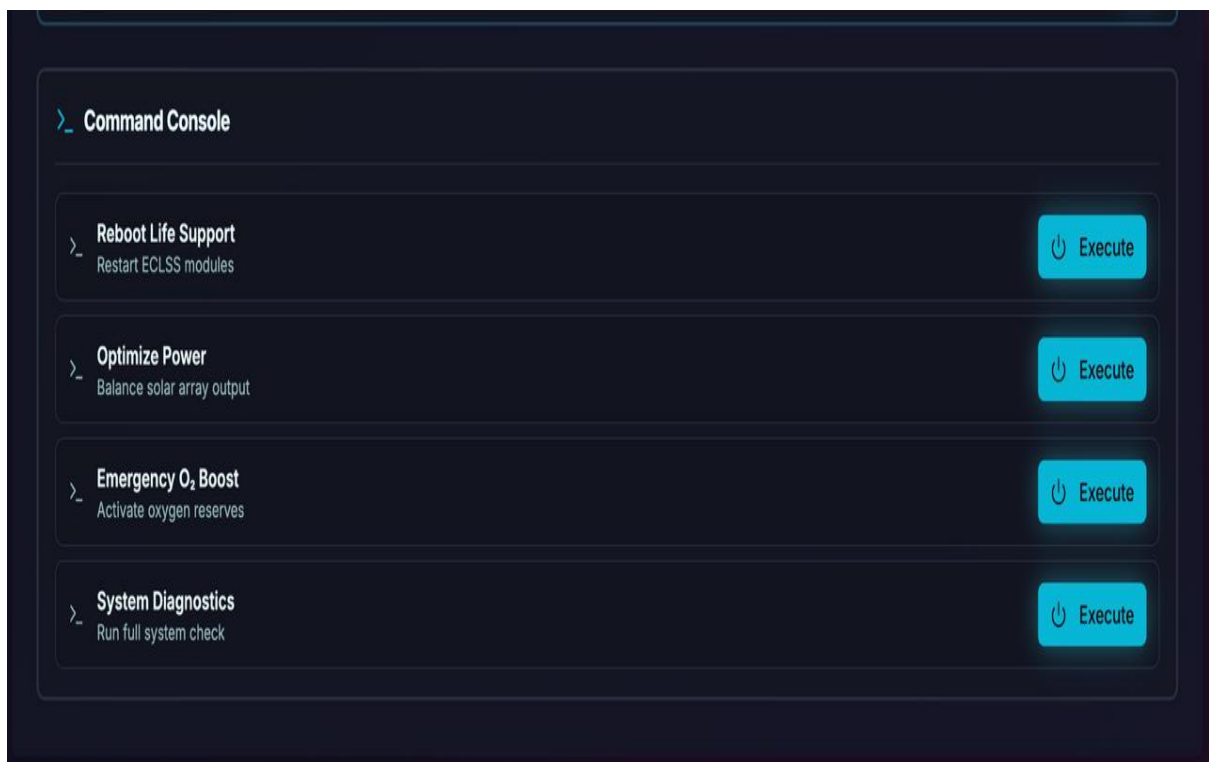 Command Console
Reboot Life Support
Restart ECLSS modules
Execute
Optimize Power
Balance solar array output
Execute
Emergency O₂ Boost
Activate oxygen reserves
Execute
System Diagnostics
Run full system check
Execute